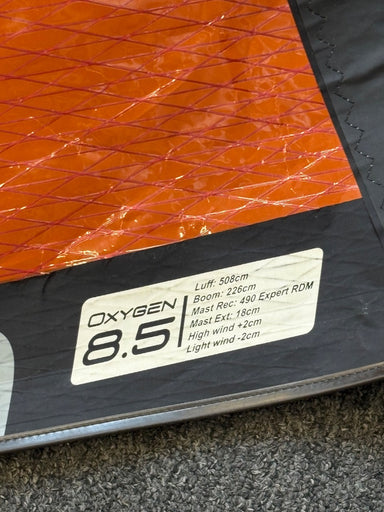 OXYGEN
8.5
Luff: 508cm
Boom: 226cm
Mast Rec: 490 Expert RDM
Mast Ext: 18cm
High wind +2cm
Light wind -2cm